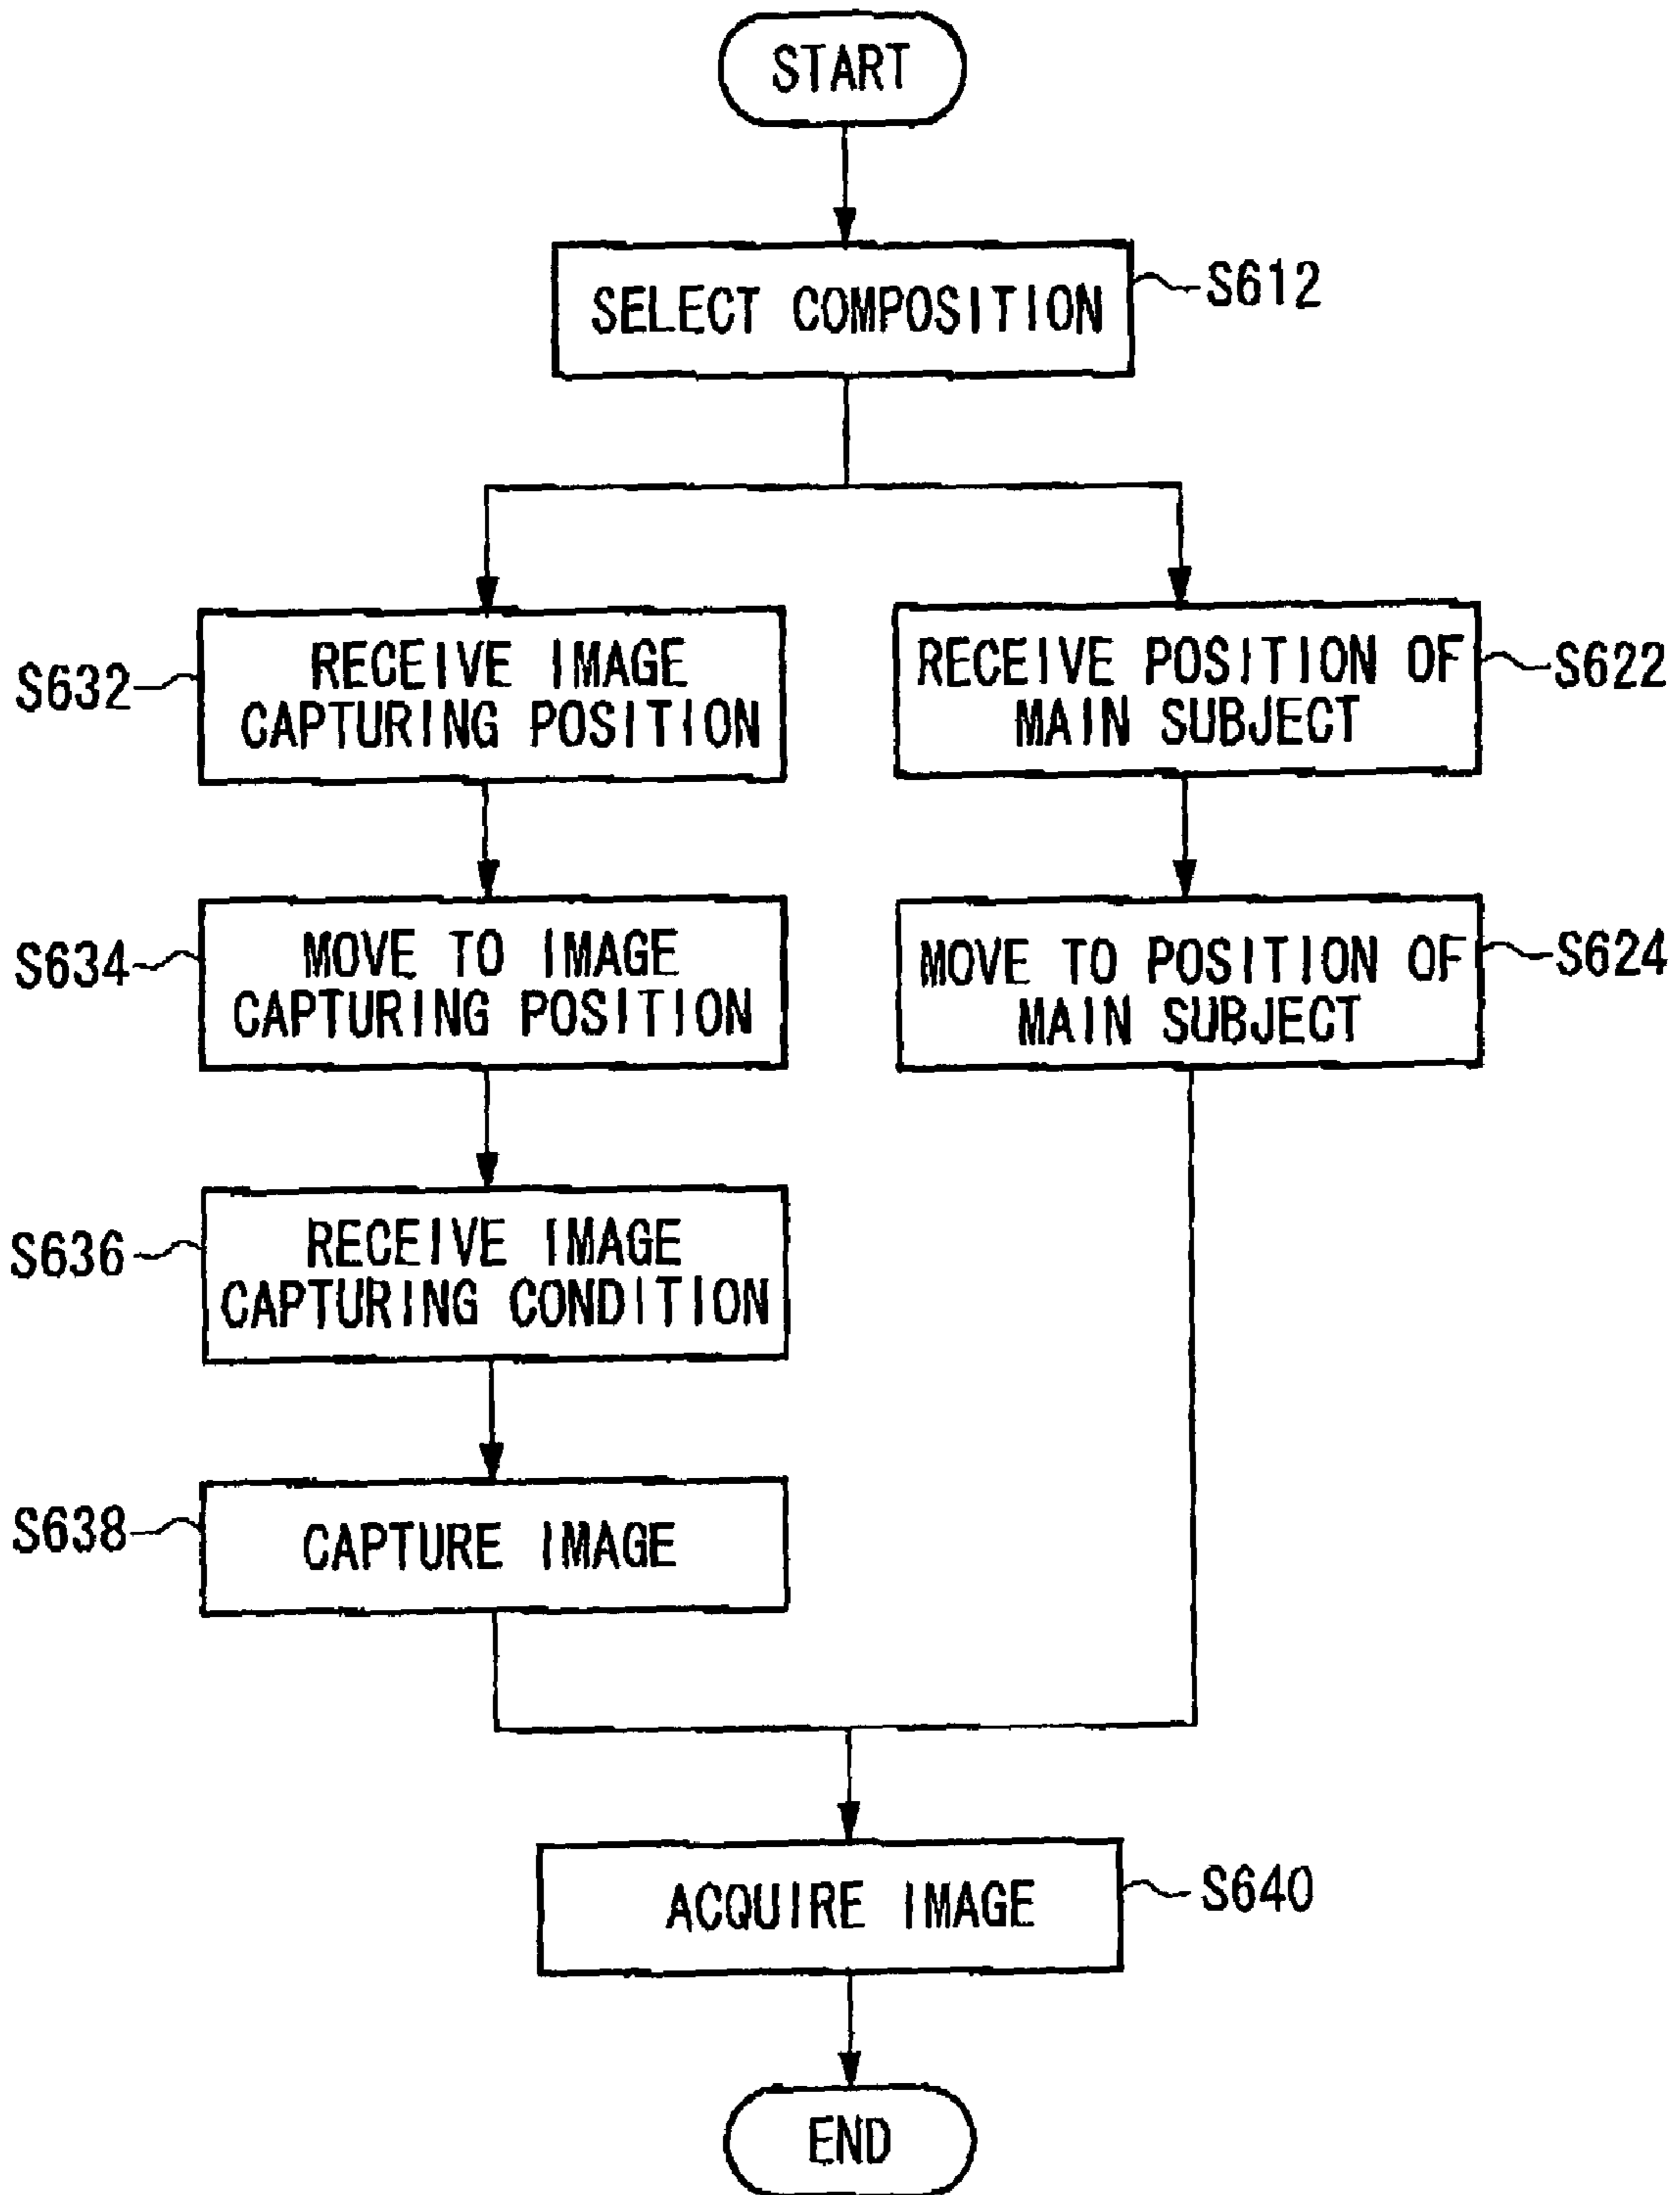 START
SELECT COMPOSITION
S612
RECEIVE IMAGE
CAPTURING POSITION
S632
RECEIVE POSITION OF
MAIN SUBJECT
S622
MOVE TO IMAGE
CAPTURING POSITION
S634
MOVE TO POSITION OF
MAIN SUBJECT
S624
RECEIVE IMAGE
CAPTURING CONDITION
S636
CAPTURE IMAGE
S638
ACQUIRE IMAGE
S640
END